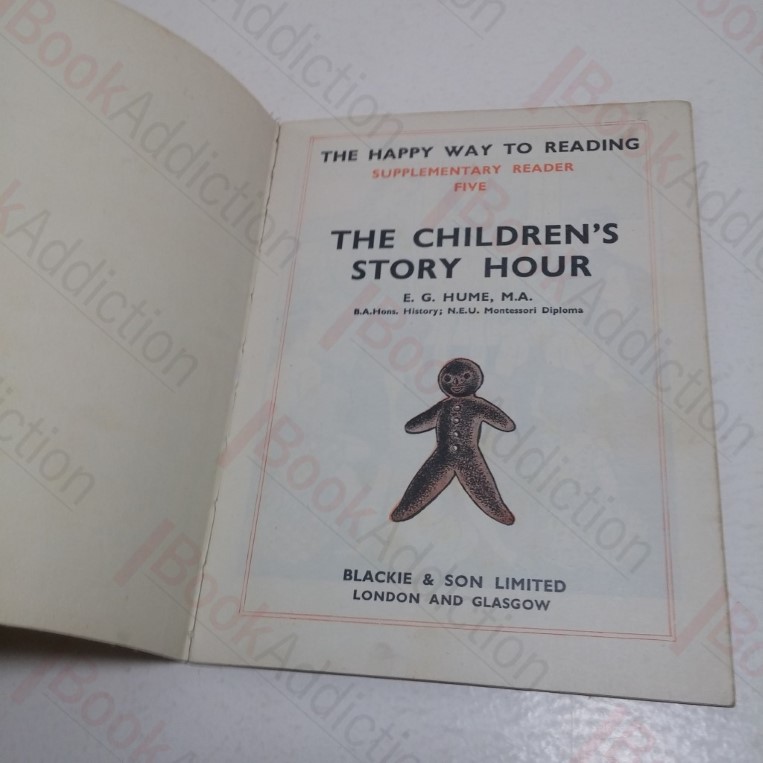 THE HAPPY WAY TO READING
SUPPLEMENTARY READER
FIVE
THE CHILDREN'S
STORY HOUR
E. G. HUME, M.A.
B.A.Hons. History; N.E.U. Montessori Diploma
BLACKIE & SON LIMITED
LONDON AND GLASGOW
BookAddiction